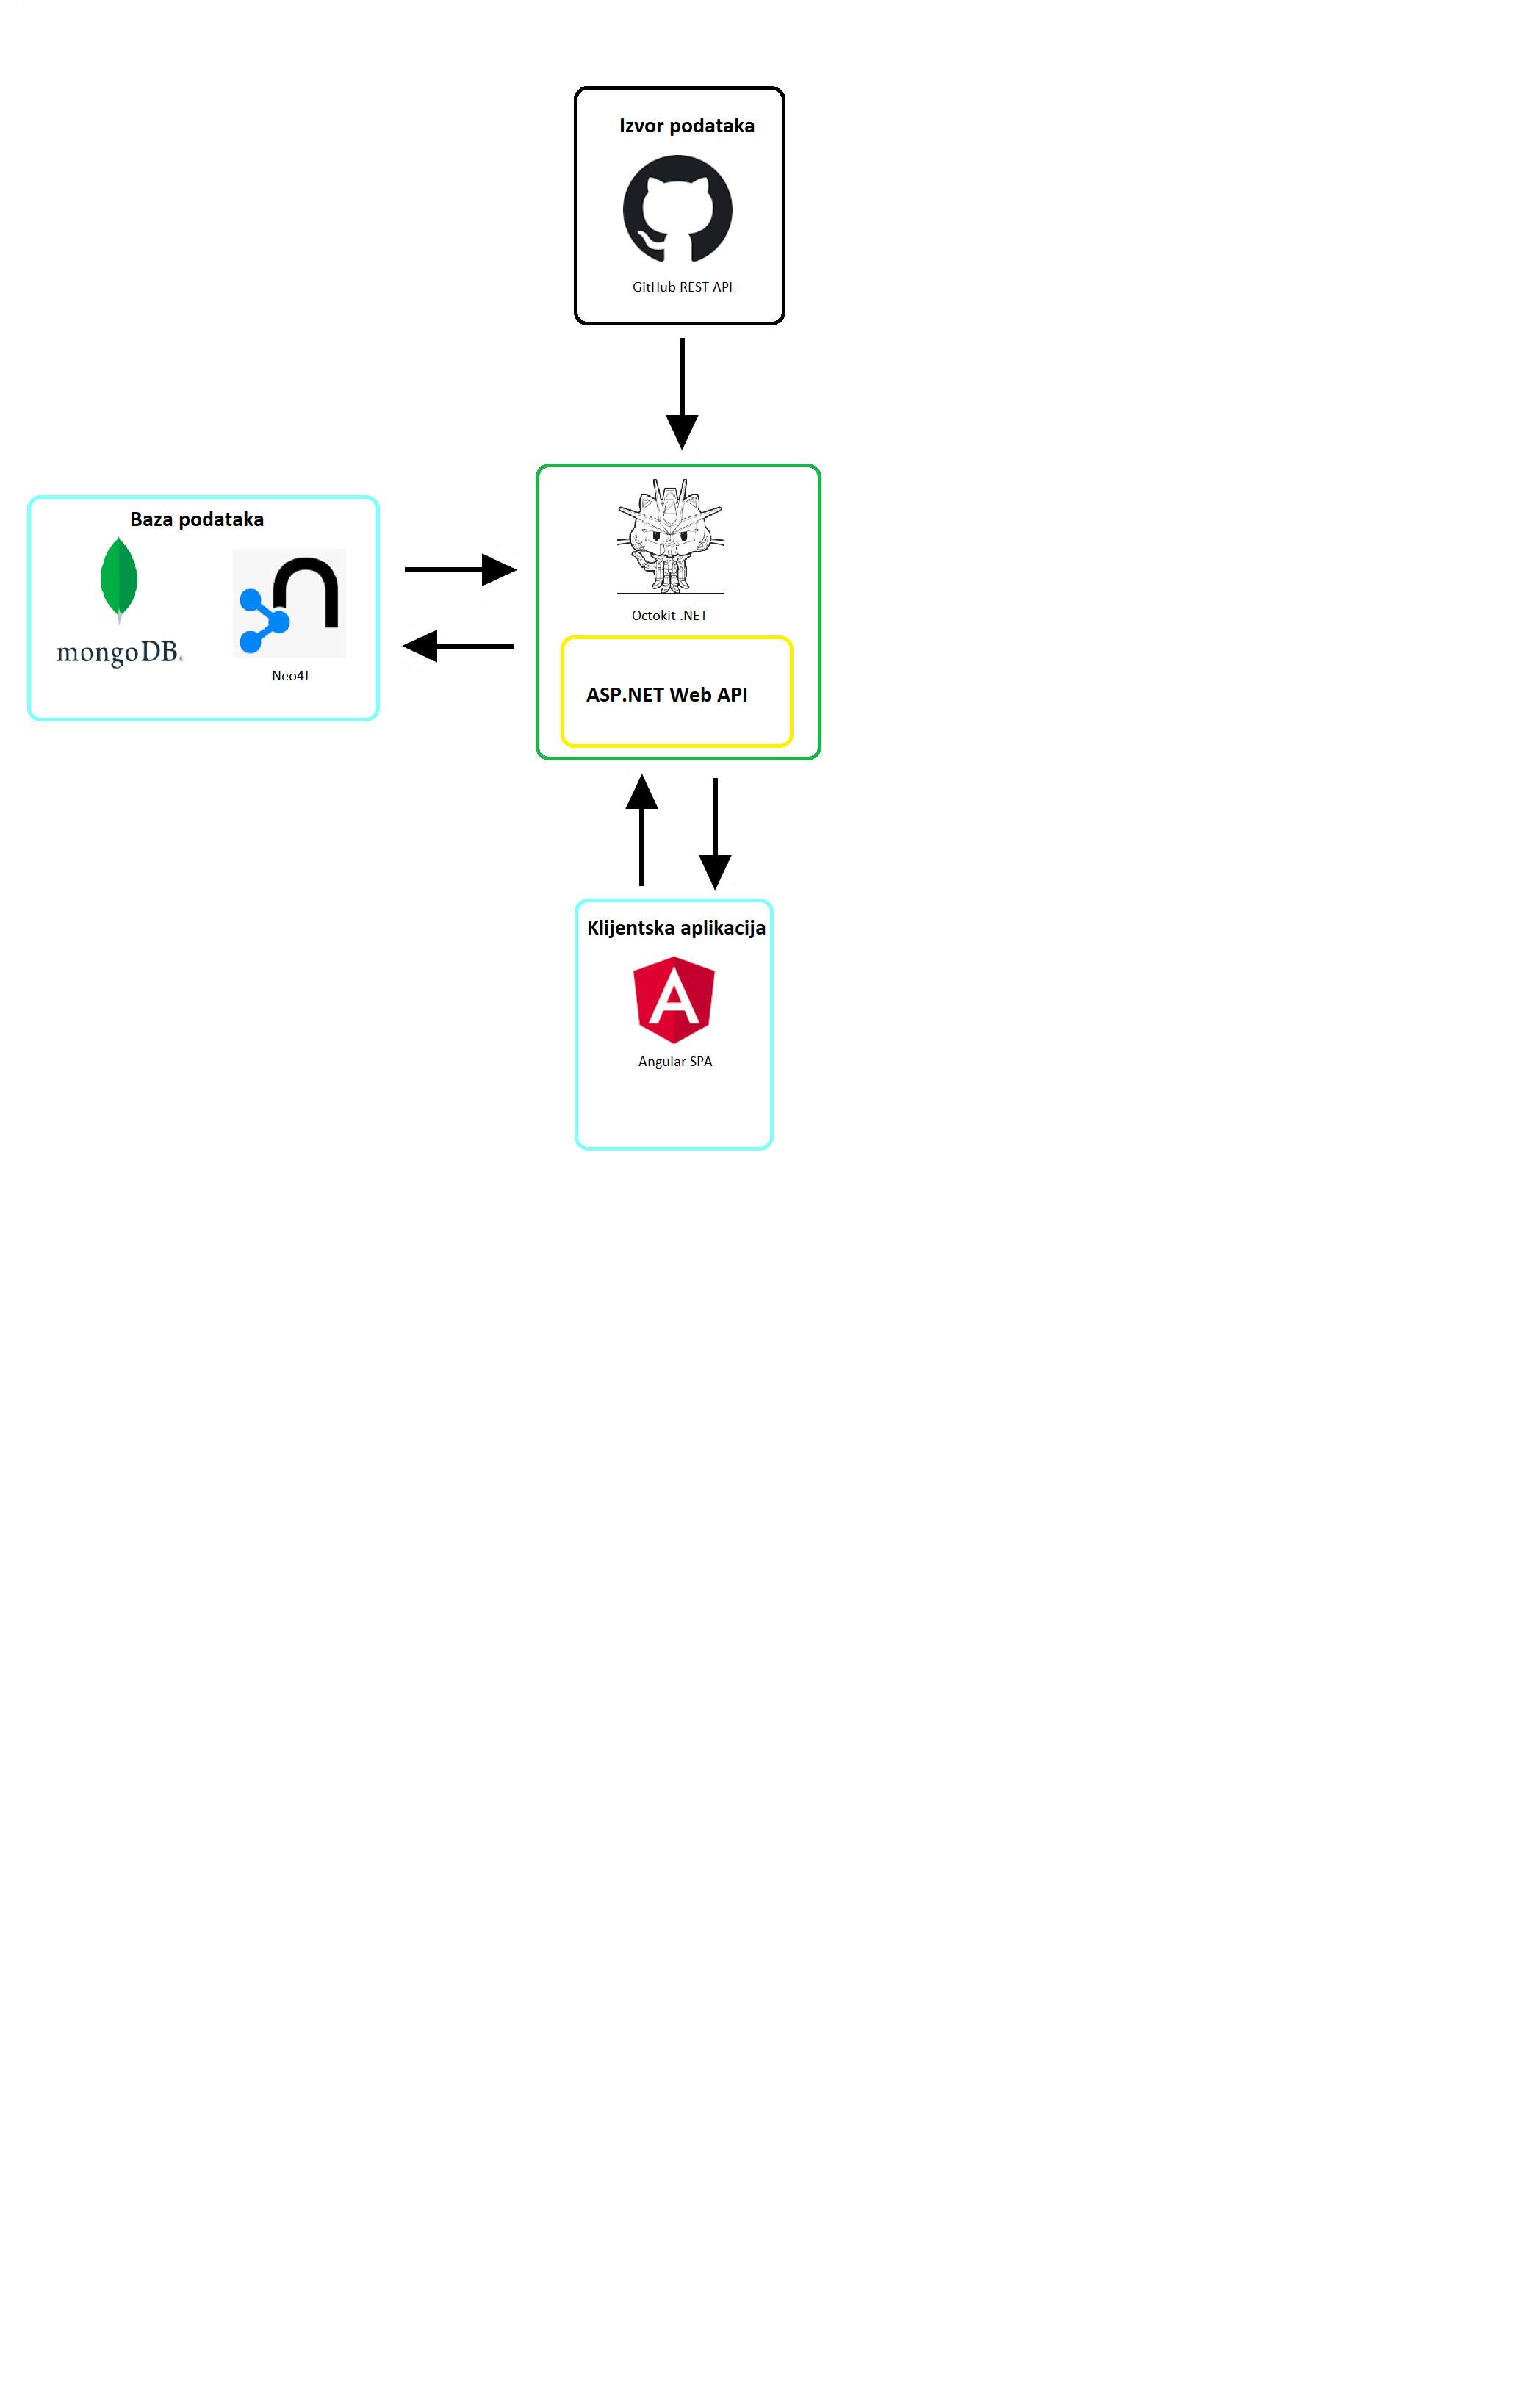 Izvor podataka
GitHub REST API
Baza podataka
mongoDB®
Neo4J
Octokit .NET
ASP.NET Web API
Klijentska aplikacija
Angular SPA